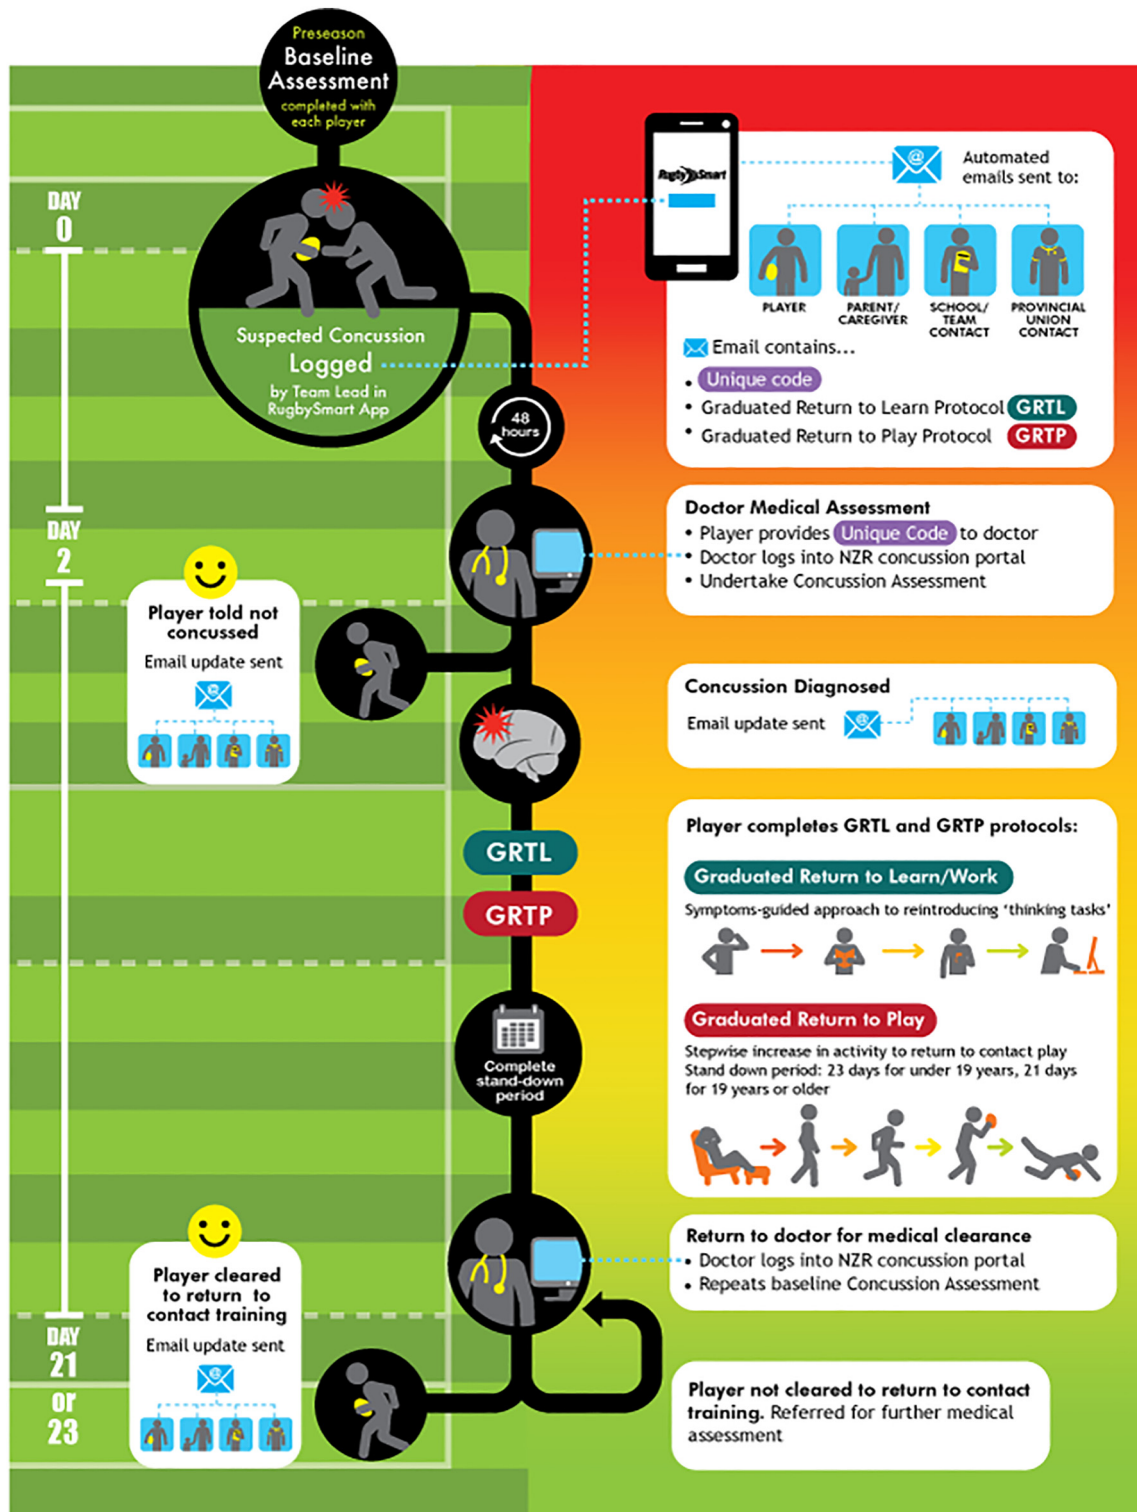 Preseason
Baseline
Assessment
completed with
each player
DAY
0
Suspected Concussion
Logged
by Team Lead in
RugbySmart App
RugbySmart
Automated
emails sent to:
PLAYER
PARENT/
CAREGIVER
SCHOOL/
TEAM
CONTACT
PROVINCIAL
UNION
CONTACT
Email contains...
• Unique code
• Graduated Return to Learn Protocol GRTL
• Graduated Return to Play Protocol GRTP
48
hours
DAY
2
Doctor Medical Assessment
• Player provides Unique Code to doctor
• Doctor logs into NZR concussion portal
• Undertake Concussion Assessment
Player told not
concussed
Email update sent
Concussion Diagnosed
Email update sent
GRTL
GRTP
Player completes GRTL and GRTP protocols:
Graduated Return to Learn/Work
Symptoms-guided approach to reintroducing ‘thinking tasks’
Graduated Return to Play
Stepwise increase in activity to return to contact play
Stand down period: 23 days for under 19 years, 21 days
for 19 years or older
Complete
stand-down
period
Return to doctor for medical clearance
• Doctor logs into NZR concussion portal
• Repeats baseline Concussion Assessment
Player cleared
to return to
contact training
Email update sent
DAY
21
or
23
Player not cleared to return to contact
training. Referred for further medical
assessment